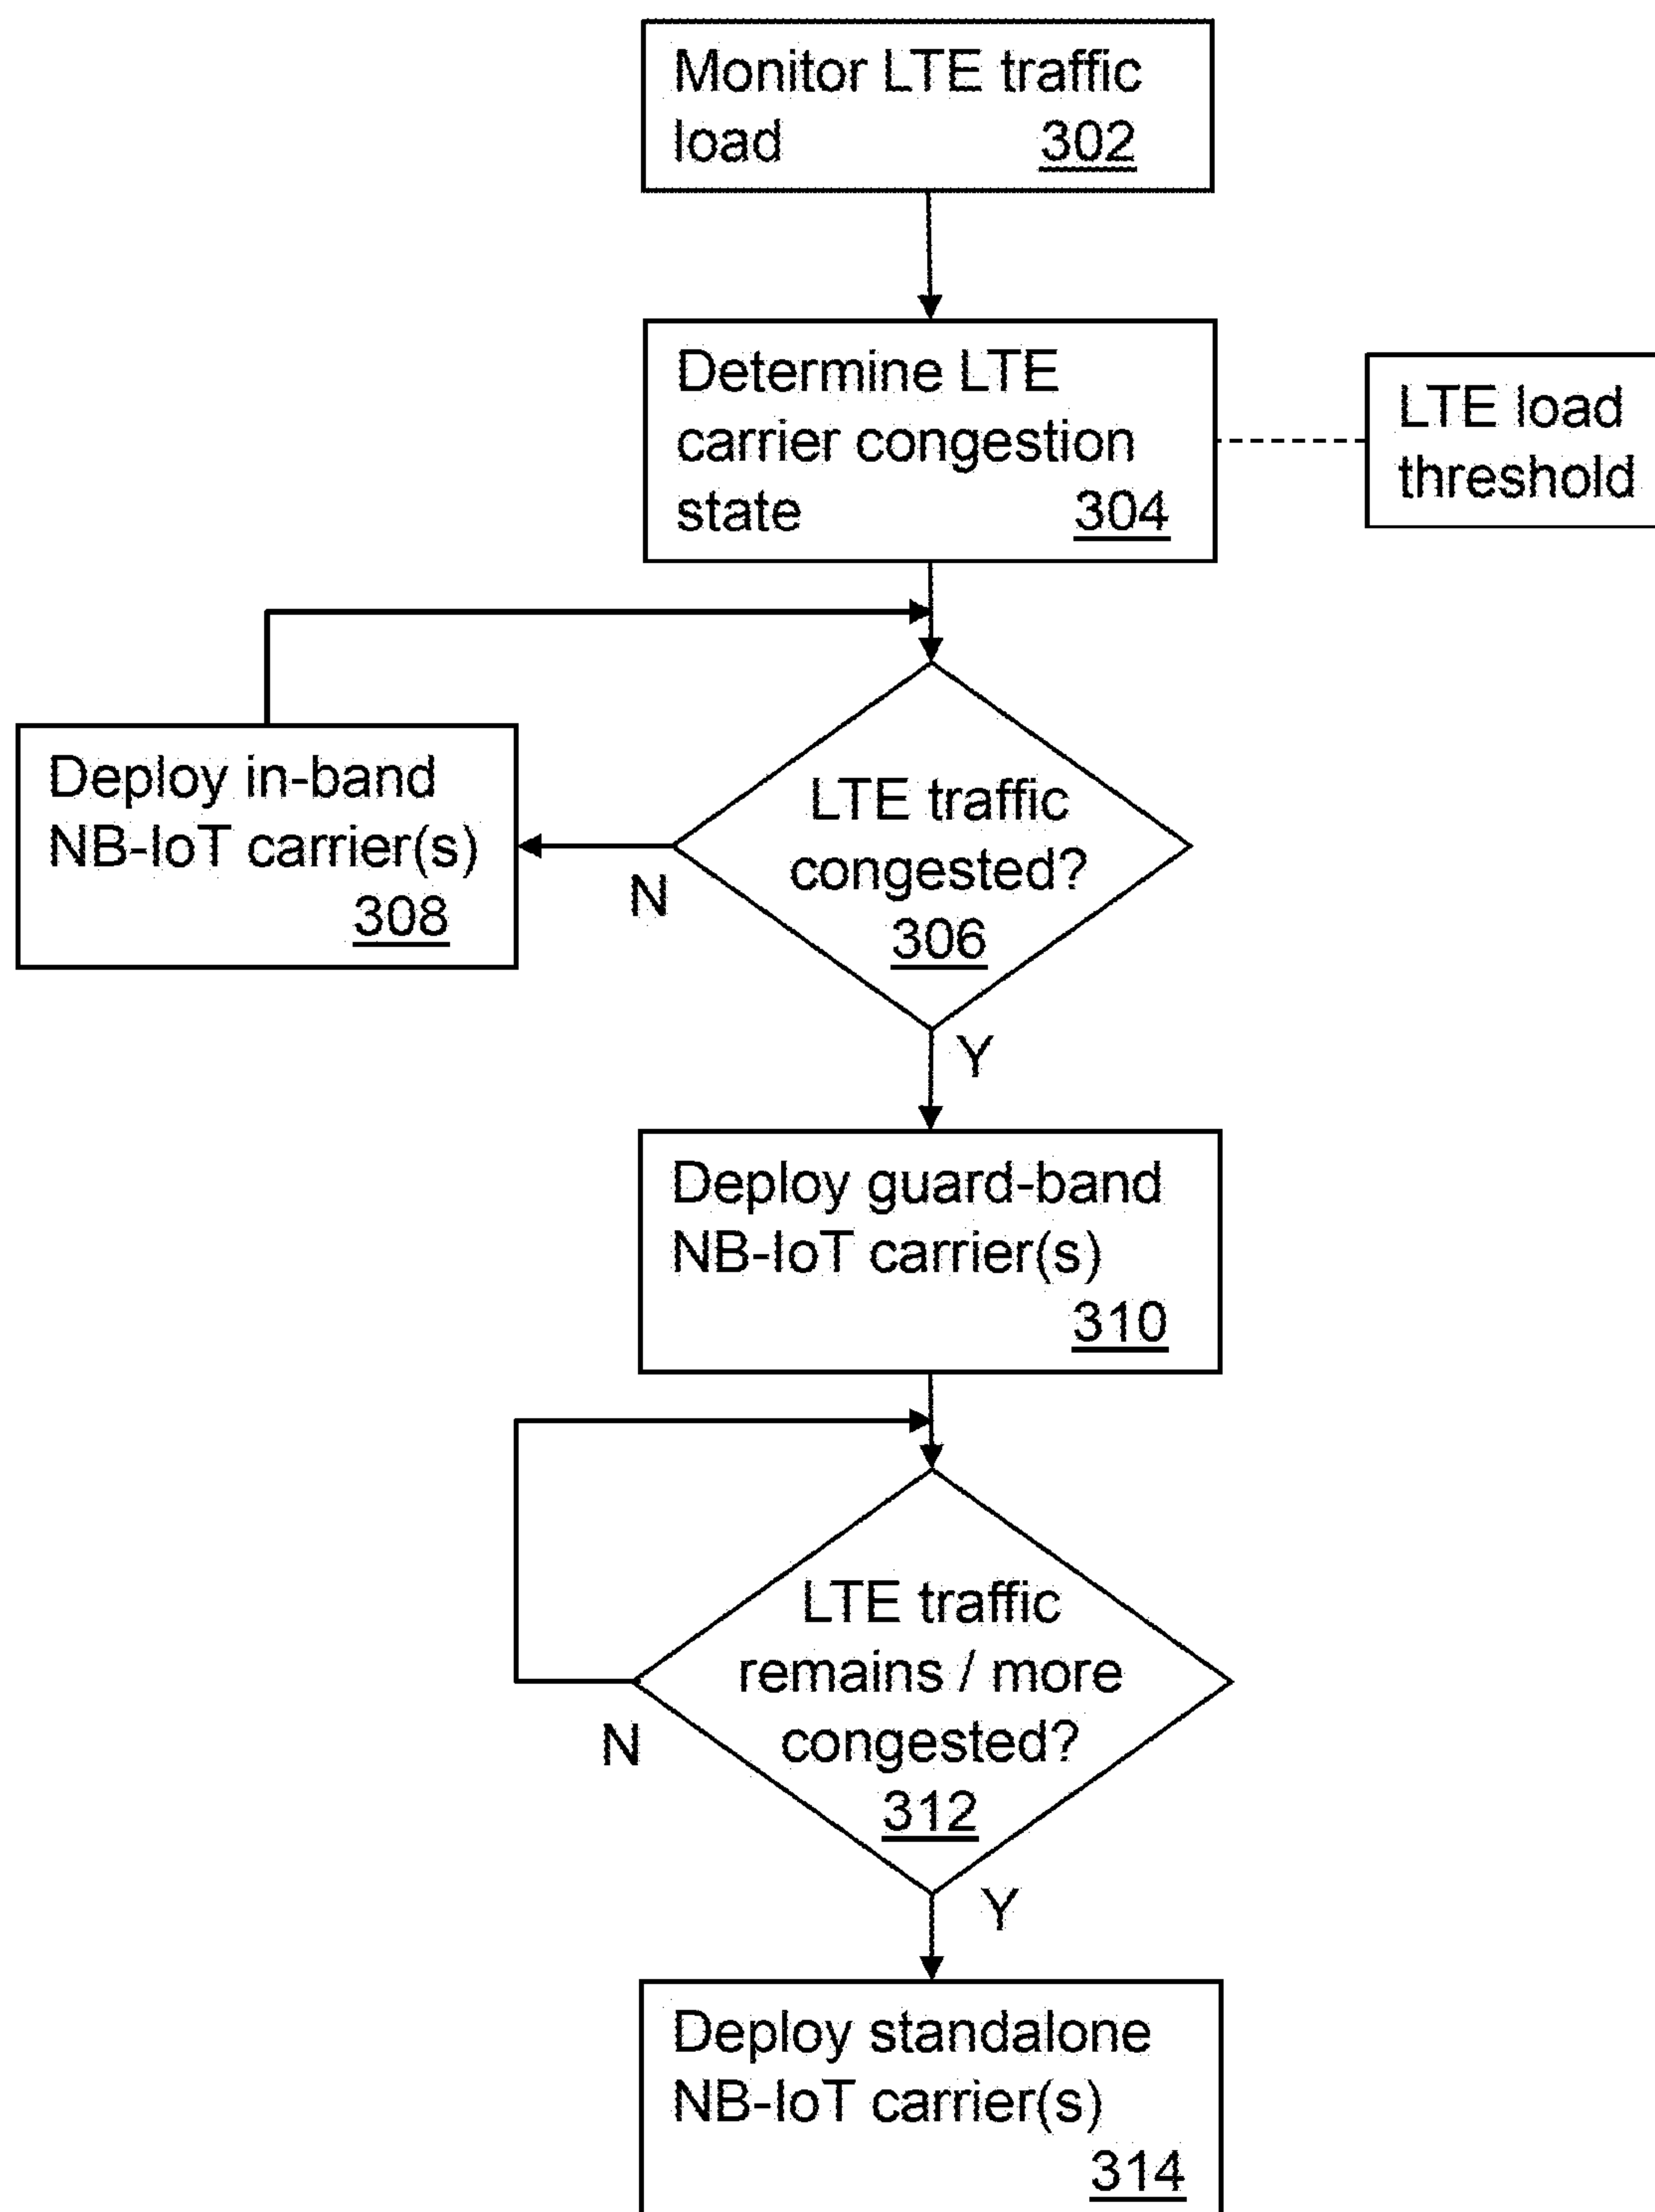 Monitor LTE traffic
load 302
Determine LTE
carrier congestion
state 304
LTE load
threshold
LTE traffic
congested?
306
N
Deploy in-band
NB-IoT carrier(s)
308
Y
Deploy guard-band
NB-IoT carrier(s)
310
LTE traffic
remains / more
congested?
312
N
Y
Deploy standalone
NB-IoT carrier(s)
314